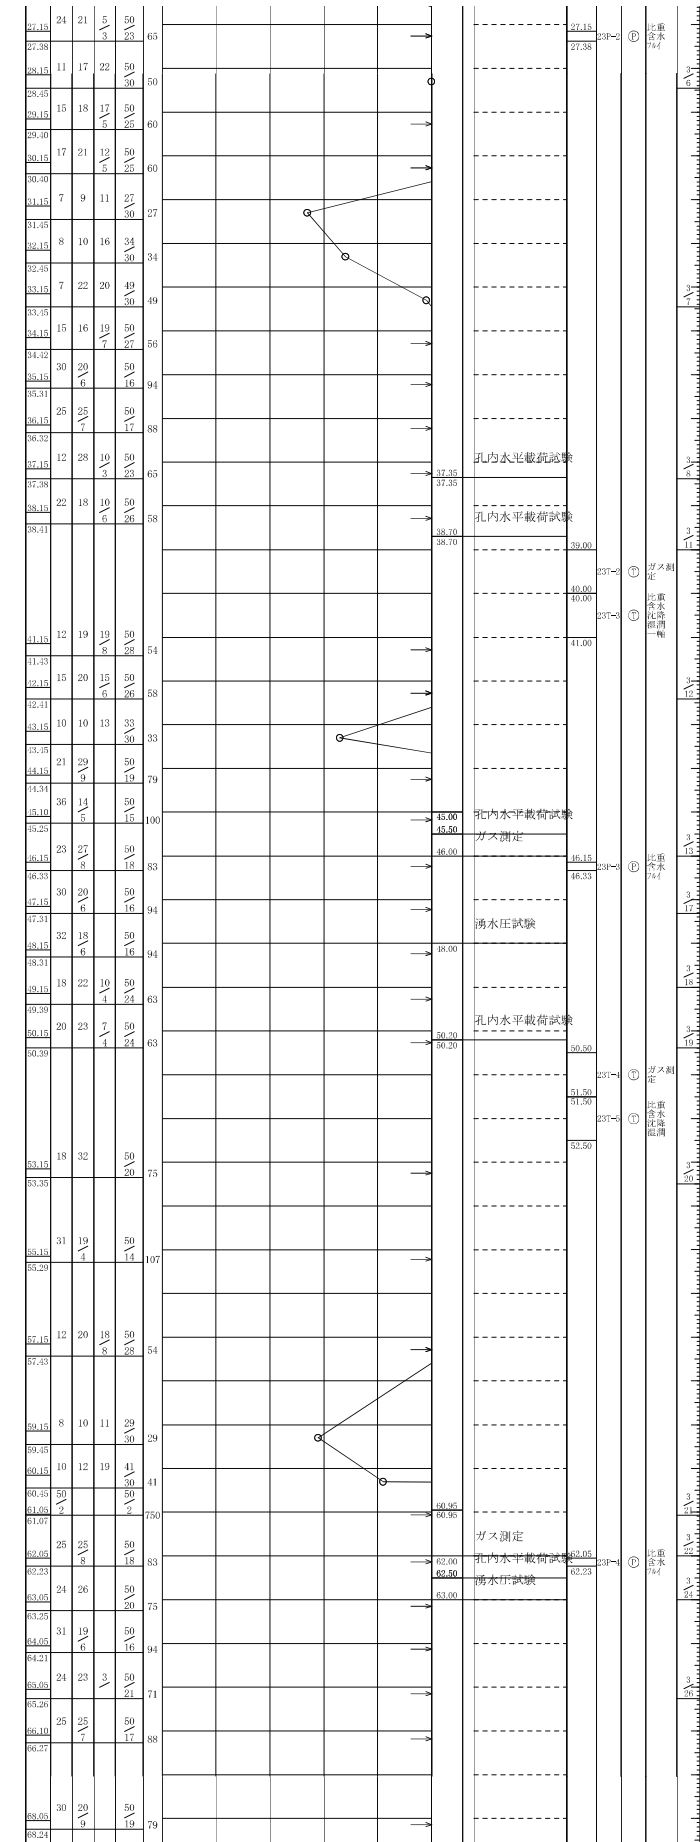 27.15 24 21 5/3 50/23 65 27.15 23P-2 Ⓟ 比重
含水
27.38 27.38 フルイ
28.15 11 17 22 50/30 50 3/6
28.45
29.15 15 18 17/5 50/25 60
29.40
30.15 17 21 12/5 50/25 60
30.40
31.15 7 9 11 27/30 27
31.45
32.15 8 10 16 34/30 34
32.45
33.15 7 22 20 49/30 49 3/7
33.45
34.15 15 16 19/7 50/27 56
34.42
35.15 30 20/6 50/16 94
35.31
36.15 25 25/7 50/17 88
36.32
孔内水平載荷試験
37.15 12 28 10/3 50/23 65 37.35 3/8
37.38 37.35
38.15 22 18 10/6 50/26 58 孔内水平載荷試験
38.41 38.70 3/11
38.70 39.00
23T-2 Ⓣ ガス測
定
40.00
40.00 比重
含水
23T-3 Ⓣ 沈降
湿潤
41.15 12 19 19/8 50/28 54 41.00 一軸
41.43
42.15 15 20 15/6 50/26 58 3/12
42.41
43.15 10 10 13 33/30 33
43.45
44.15 21 29/9 50/19 79
44.34
45.10 36 14/5 50/15 100 45.00 孔内水平載荷試験
45.25 45.50 ガス測定 3/13
46.15 23 27/8 50/18 83 46.00 46.15 23P-3 Ⓟ 比重
含水
46.33 46.33 フルイ
47.15 30 20/6 50/16 94 3/17
47.31
湧水圧試験
48.15 32 18/6 50/16 94 48.00
48.31
49.15 18 22 10/4 50/24 63 3/18
49.39
孔内水平載荷試験
50.15 20 23 7/4 50/24 63 50.20 3/19
50.39 50.20 50.50
23T-4 Ⓣ ガス測
定
51.50
51.50 比重
含水
23T-5 Ⓣ 沈降
湿潤
52.50
53.15 18 32 50/20 75 3/20
53.35
55.15 31 19/4 50/14 107
55.29
57.15 12 20 18/8 50/28 54
57.43
59.15 8 10 11 29/30 29
59.45
60.15 10 12 19 41/30 41
60.45
61.05 50/2 50/2 750 60.95 3/21
61.07 60.95
ガス測定
62.05 25 25/8 50/18 83 62.00 孔内水平載荷試験 62.05 23P-4 Ⓟ 比重 3/22
含水
62.23 62.50 湧水圧試験 62.23 フルイ
63.05 24 26 50/20 75 63.00 3/24
63.25
64.05 31 19/6 50/16 94
64.21
65.05 24 23 3/ 50/21 71 3/26
65.26
66.10 25 25/7 50/17 88
66.27
68.05 30 20/9 50/19 79
68.24